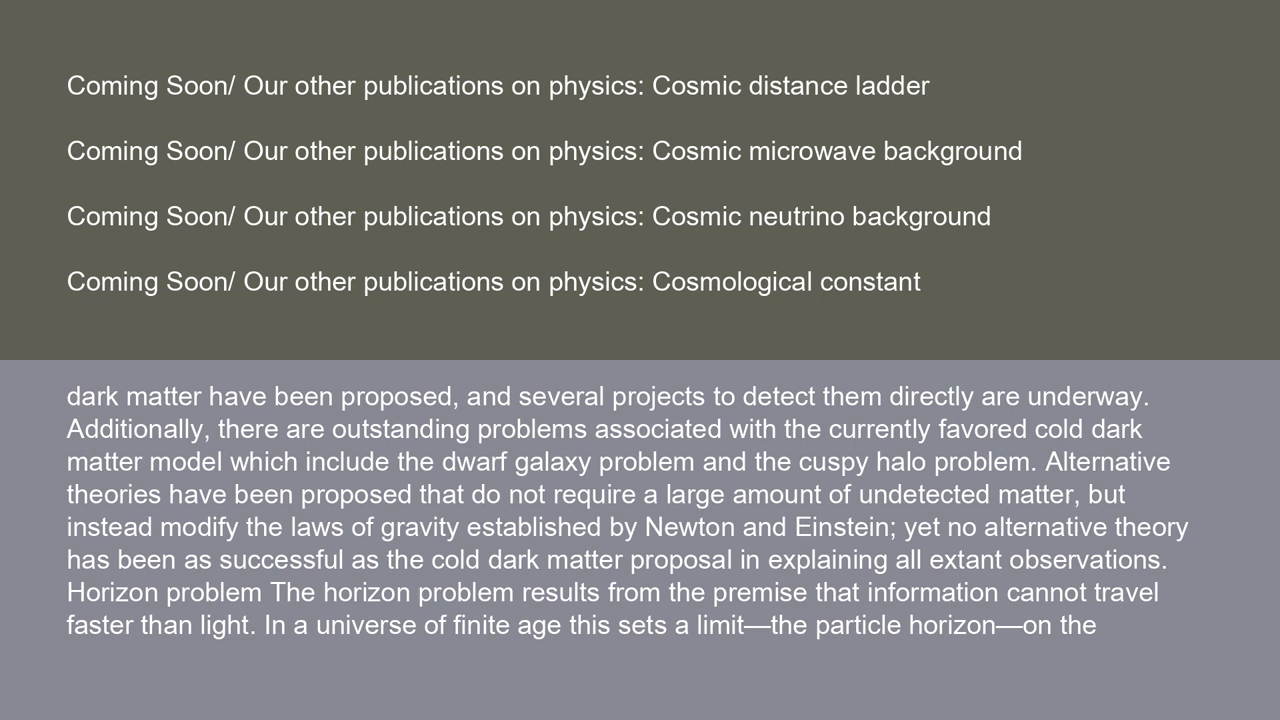 Coming Soon/ Our other publications on physics: Cosmic distance ladder
Coming Soon/ Our other publications on physics: Cosmic microwave background
Coming Soon/ Our other publications on physics: Cosmic neutrino background
Coming Soon/ Our other publications on physics: Cosmological constant
dark matter have been proposed, and several projects to detect them directly are underway.
Additionally, there are outstanding problems associated with the currently favored cold dark
matter model which include the dwarf galaxy problem and the cuspy halo problem. Alternative
theories have been proposed that do not require a large amount of undetected matter, but
instead modify the laws of gravity established by Newton and Einstein; yet no alternative theory
has been as successful as the cold dark matter proposal in explaining all extant observations.
Horizon problem The horizon problem results from the premise that information cannot travel
faster than light. In a universe of finite age this sets a limit—the particle horizon—on the